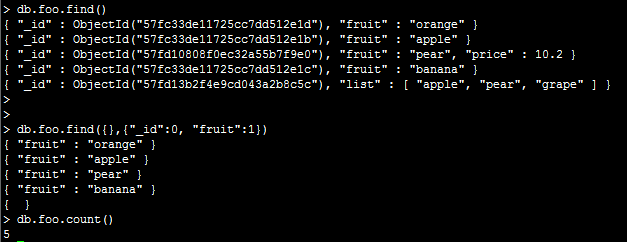 > db.foo.find()
{ "_id" : ObjectId("57fc33de11725cc7dd512e1d"), "fruit" : "orange" }
{ "_id" : ObjectId("57fc33de11725cc7dd512e1b"), "fruit" : "apple" }
{ "_id" : ObjectId("57fd10808f0ec32a55b7f9e0"), "fruit" : "pear", "price" : 10.2 }
{ "_id" : ObjectId("57fc33de11725cc7dd512e1c"), "fruit" : "banana" }
{ "_id" : ObjectId("57fd13b2f4e9cd043a2b8c5c"), "list" : [ "apple", "pear", "grape" ] }
>
>
> db.foo.find({},{"_id":0, "fruit":1})
{ "fruit" : "orange" }
{ "fruit" : "apple" }
{ "fruit" : "pear" }
{ "fruit" : "banana" }
{  }
> db.foo.count()
5